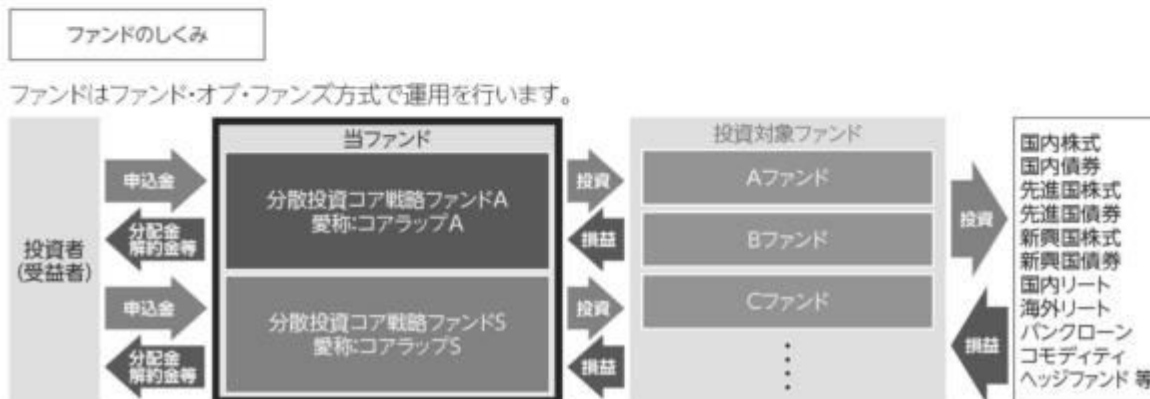 ファンドのしくみ
ファンドはファンド・オブ・ファンズ方式で運用を行います。
投資者
(受益者)
申込金
分配金
解約金等
申込金
分配金
解約金等
当ファンド
分散投資コア戦略ファンドA
愛称:コアラップA
分散投資コア戦略ファンドS
愛称:コアラップS
投資
損益
投資
損益
投資対象ファンド
Aファンド
Bファンド
Cファンド
投資
損益
国内株式
国内債券
先進国株式
先進国債券
新興国株式
新興国債券
国内リート
海外リート
バンクローン
コモディティ
ヘッジファンド 等